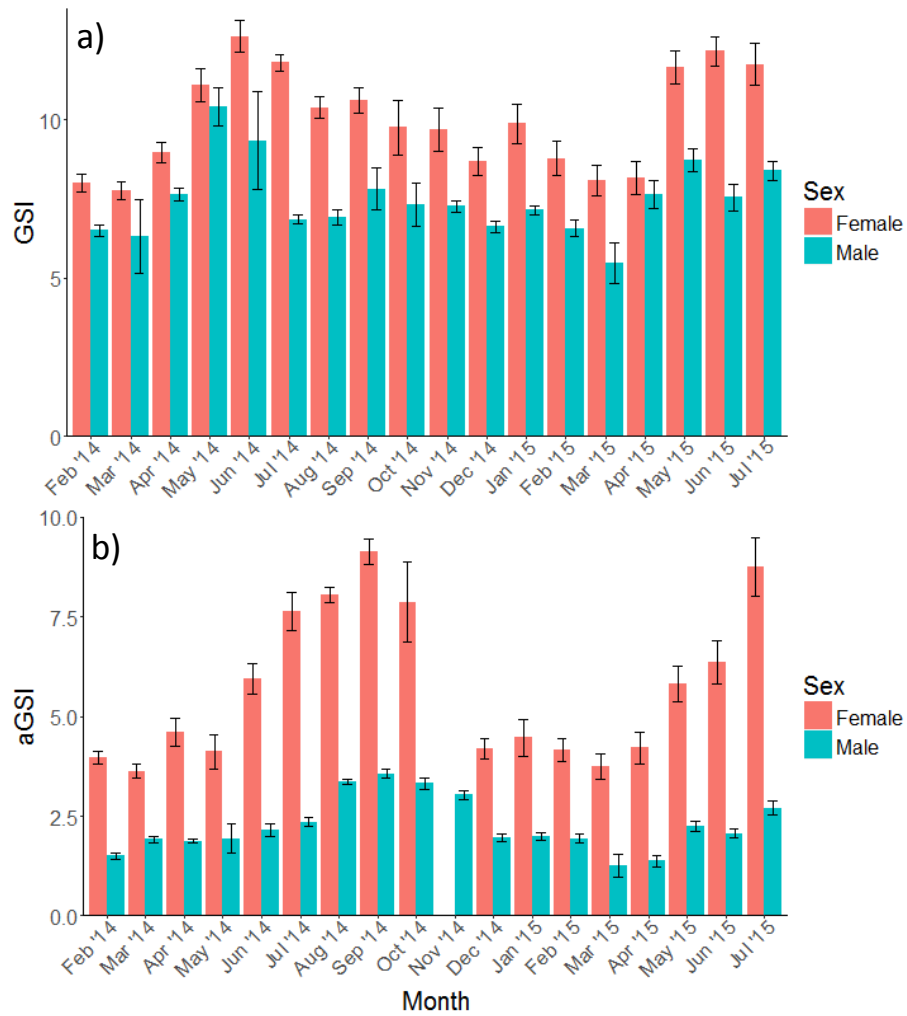 a)
GSI
10
5
0
Feb '14 Mar '14 Apr '14 May '14 Jun '14 Jul '14 Aug '14 Sep '14 Oct '14 Nov '14 Dec '14 Jan '15 Feb '15 Mar '15 Apr '15 May '15 Jun '15 Jul '15
Sex
Female
Male
b)
aGSI
10.0
7.5
5.0
2.5
0.0
Feb '14 Mar '14 Apr '14 May '14 Jun '14 Jul '14 Aug '14 Sep '14 Oct '14 Nov '14 Dec '14 Jan '15 Feb '15 Mar '15 Apr '15 May '15 Jun '15 Jul '15
Month
Sex
Female
Male